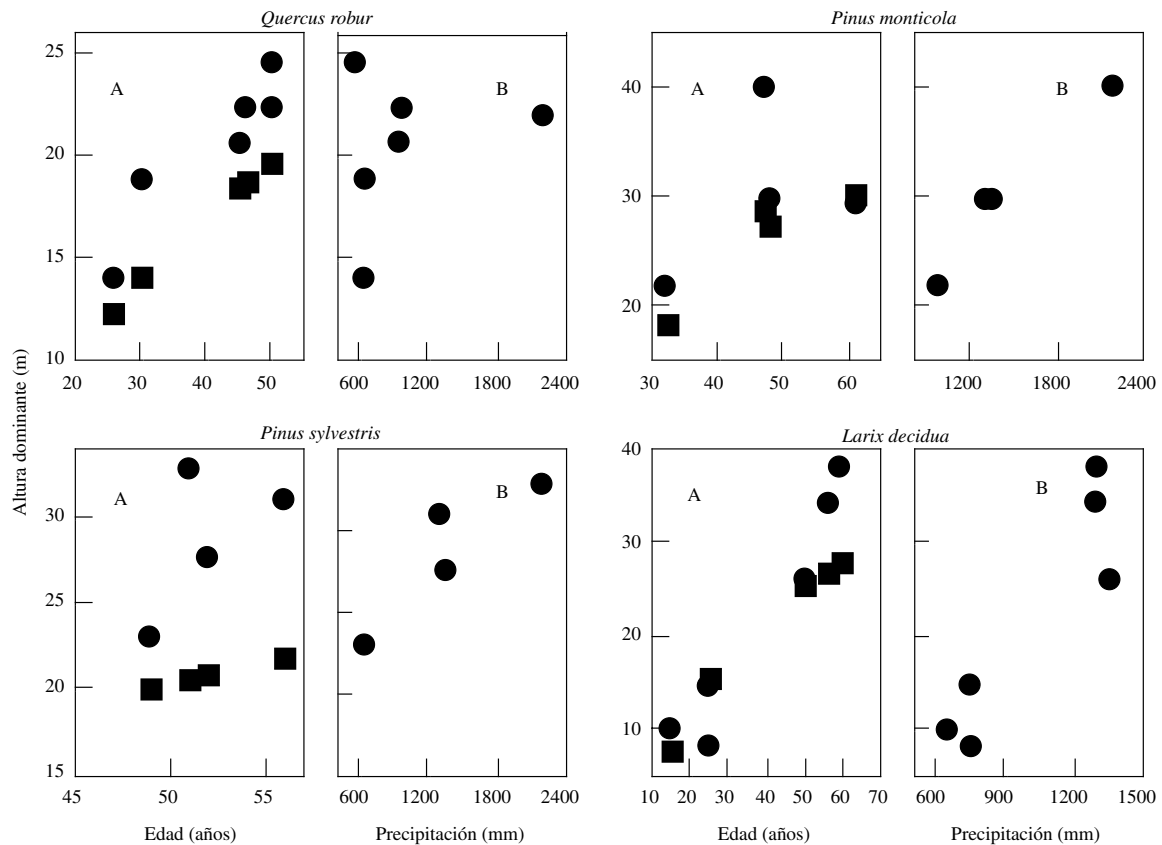 Quercus robur
Pinus monticola
25
20
15
10
A
B
20 30 40 50
600 1200 1800 2400
40
30
20
A
B
30 40 50 60
1200 1800 2400
Altura dominante (m)
Pinus sylvestris
Larix decidua
30
25
20
15
A
B
45 50 55
600 1200 1800 2400
40
30
20
10
A
B
10 20 30 40 50 60 70
600 900 1200 1500
Edad (años)
Precipitación (mm)
Edad (años)
Precipitación (mm)